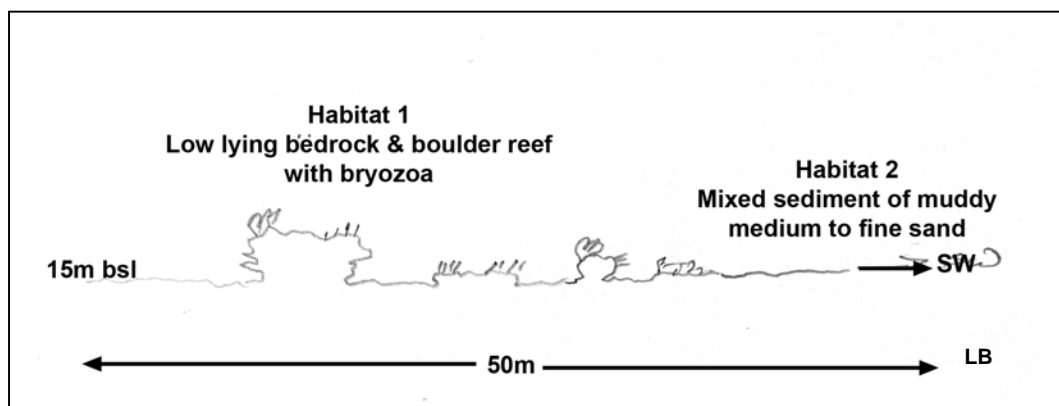 Habitat 1
Low lying bedrock & boulder reef
with bryozoa
Habitat 2
Mixed sediment of muddy
medium to fine sand
15m bsl
SW
50m
LB